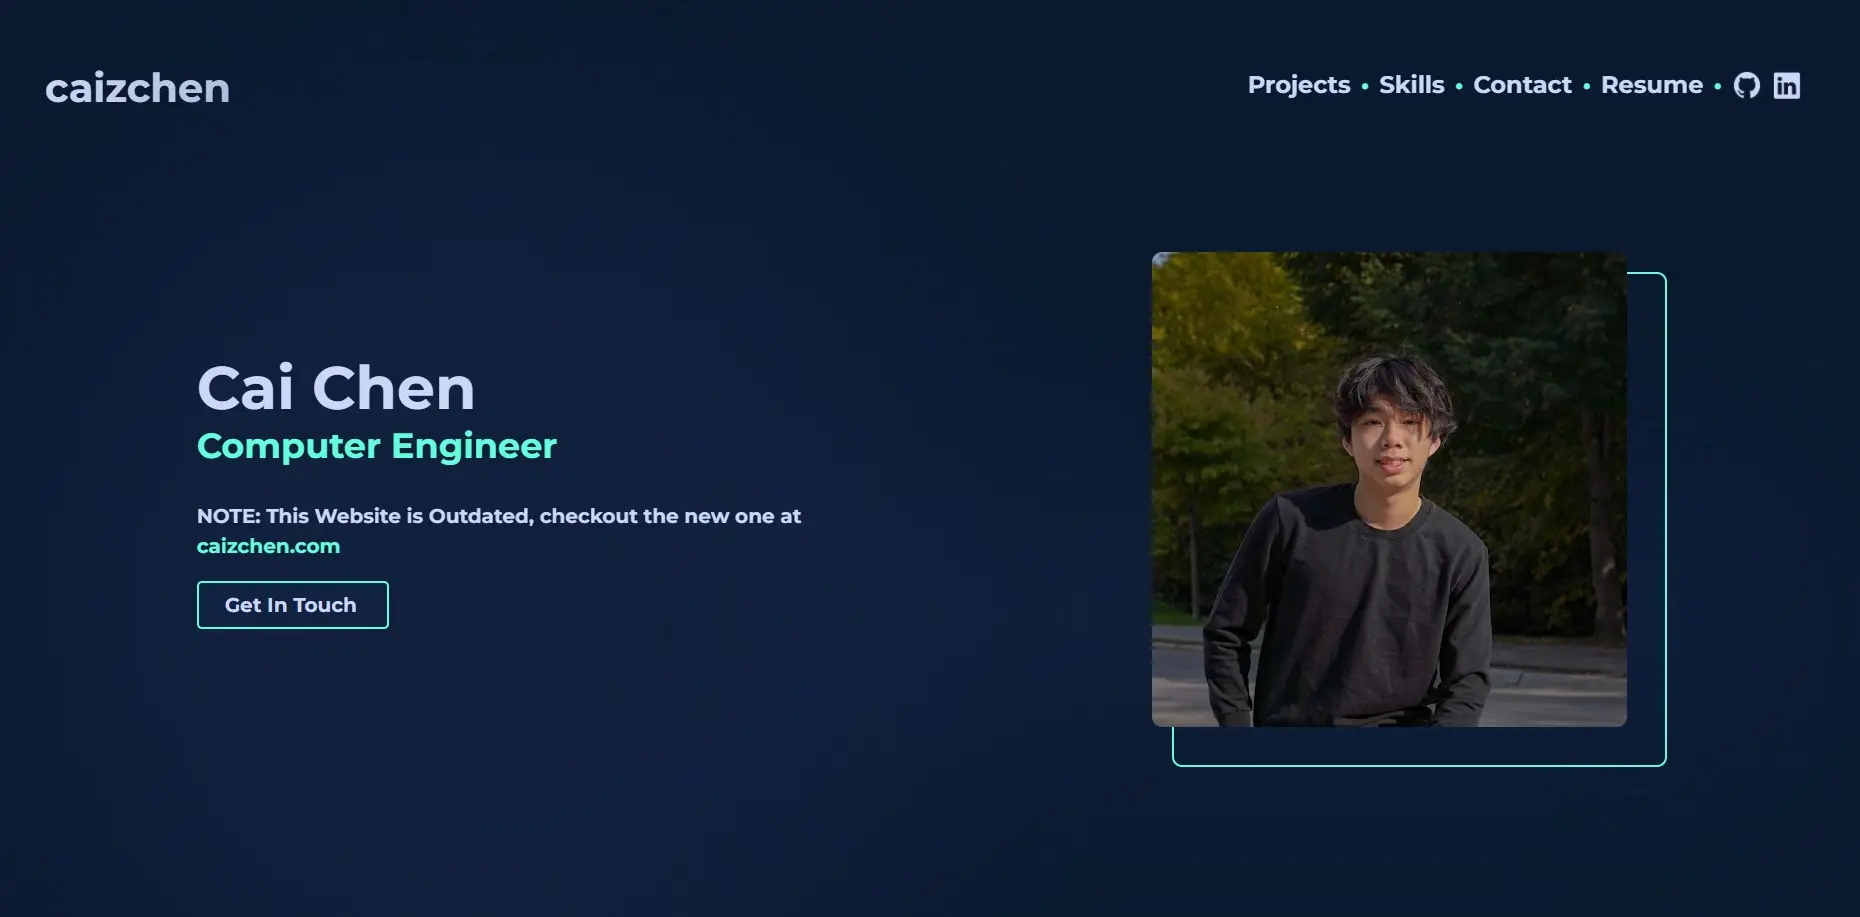 caizchen
Projects • Skills • Contact • Resume •
Cai Chen
Computer Engineer
NOTE: This Website is Outdated, checkout the new one at
caizchen.com
Get In Touch